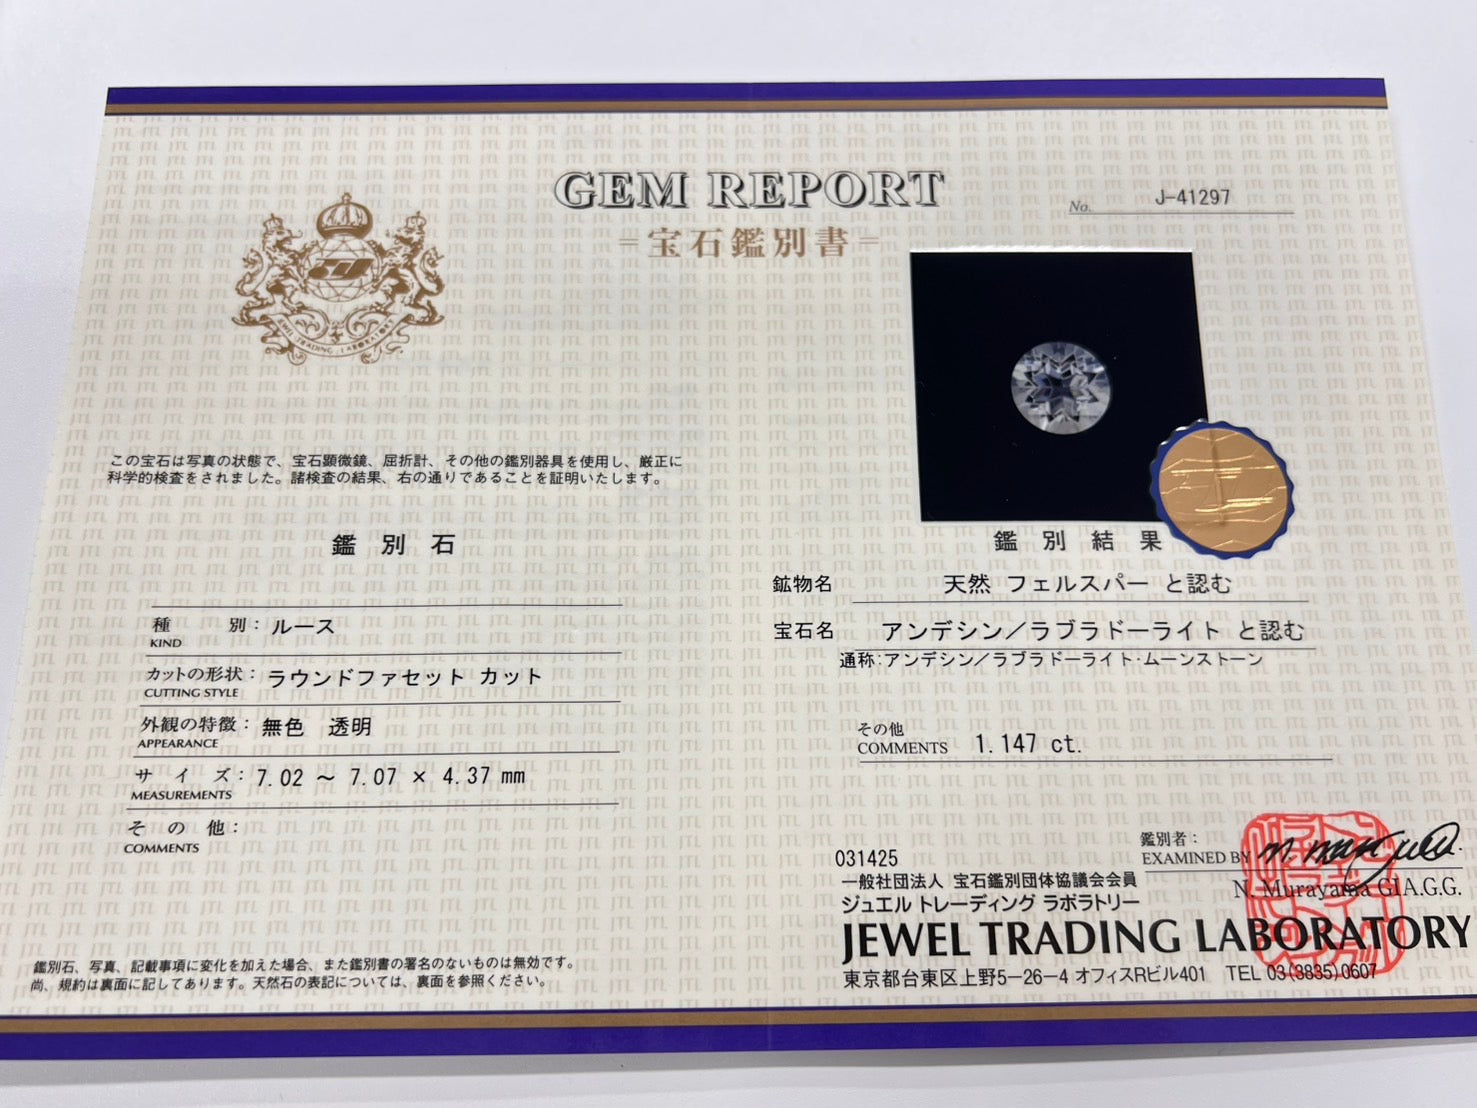 GEM REPORT
=宝石鑑別書=
No. J-41297
JEWEL TRADING LABORATORY
この宝石は写真の状態で、宝石顕微鏡、屈折計、その他の鑑別器具を使用し、厳正に
科学的検査をされました。諸検査の結果、右の通りであることを証明いたします。
鑑別石
種別：ルース
KIND
カットの形状：ラウンドファセット カット
CUTTING STYLE
外観の特徴：無色 透明
APPEARANCE
サイズ：7.02 ～ 7.07 × 4.37 mm
MEASUREMENTS
その他：
COMMENTS
鑑別石、写真、記載事項に変化を加えた場合、また鑑別書の署名のないものは無効です。
尚、規約は裏面に記してあります。天然石の表記については、裏面を参照ください。
鑑別結果
鉱物名 天然 フェルスパー と認む
宝石名 アンデシン／ラブラドーライト と認む
通称:アンデシン／ラブラドーライト･ムーンストーン
その他
COMMENTS 1.147 ct.
鑑別者：
EXAMINED BY
N. Murayama GIA.G.G.
031425
一般社団法人 宝石鑑別団体協議会会員
ジュエル トレーディング ラボラトリー
JEWEL TRADING LABORATORY
東京都台東区上野5－26－4 オフィスRビル401 TEL 03(3835)0607